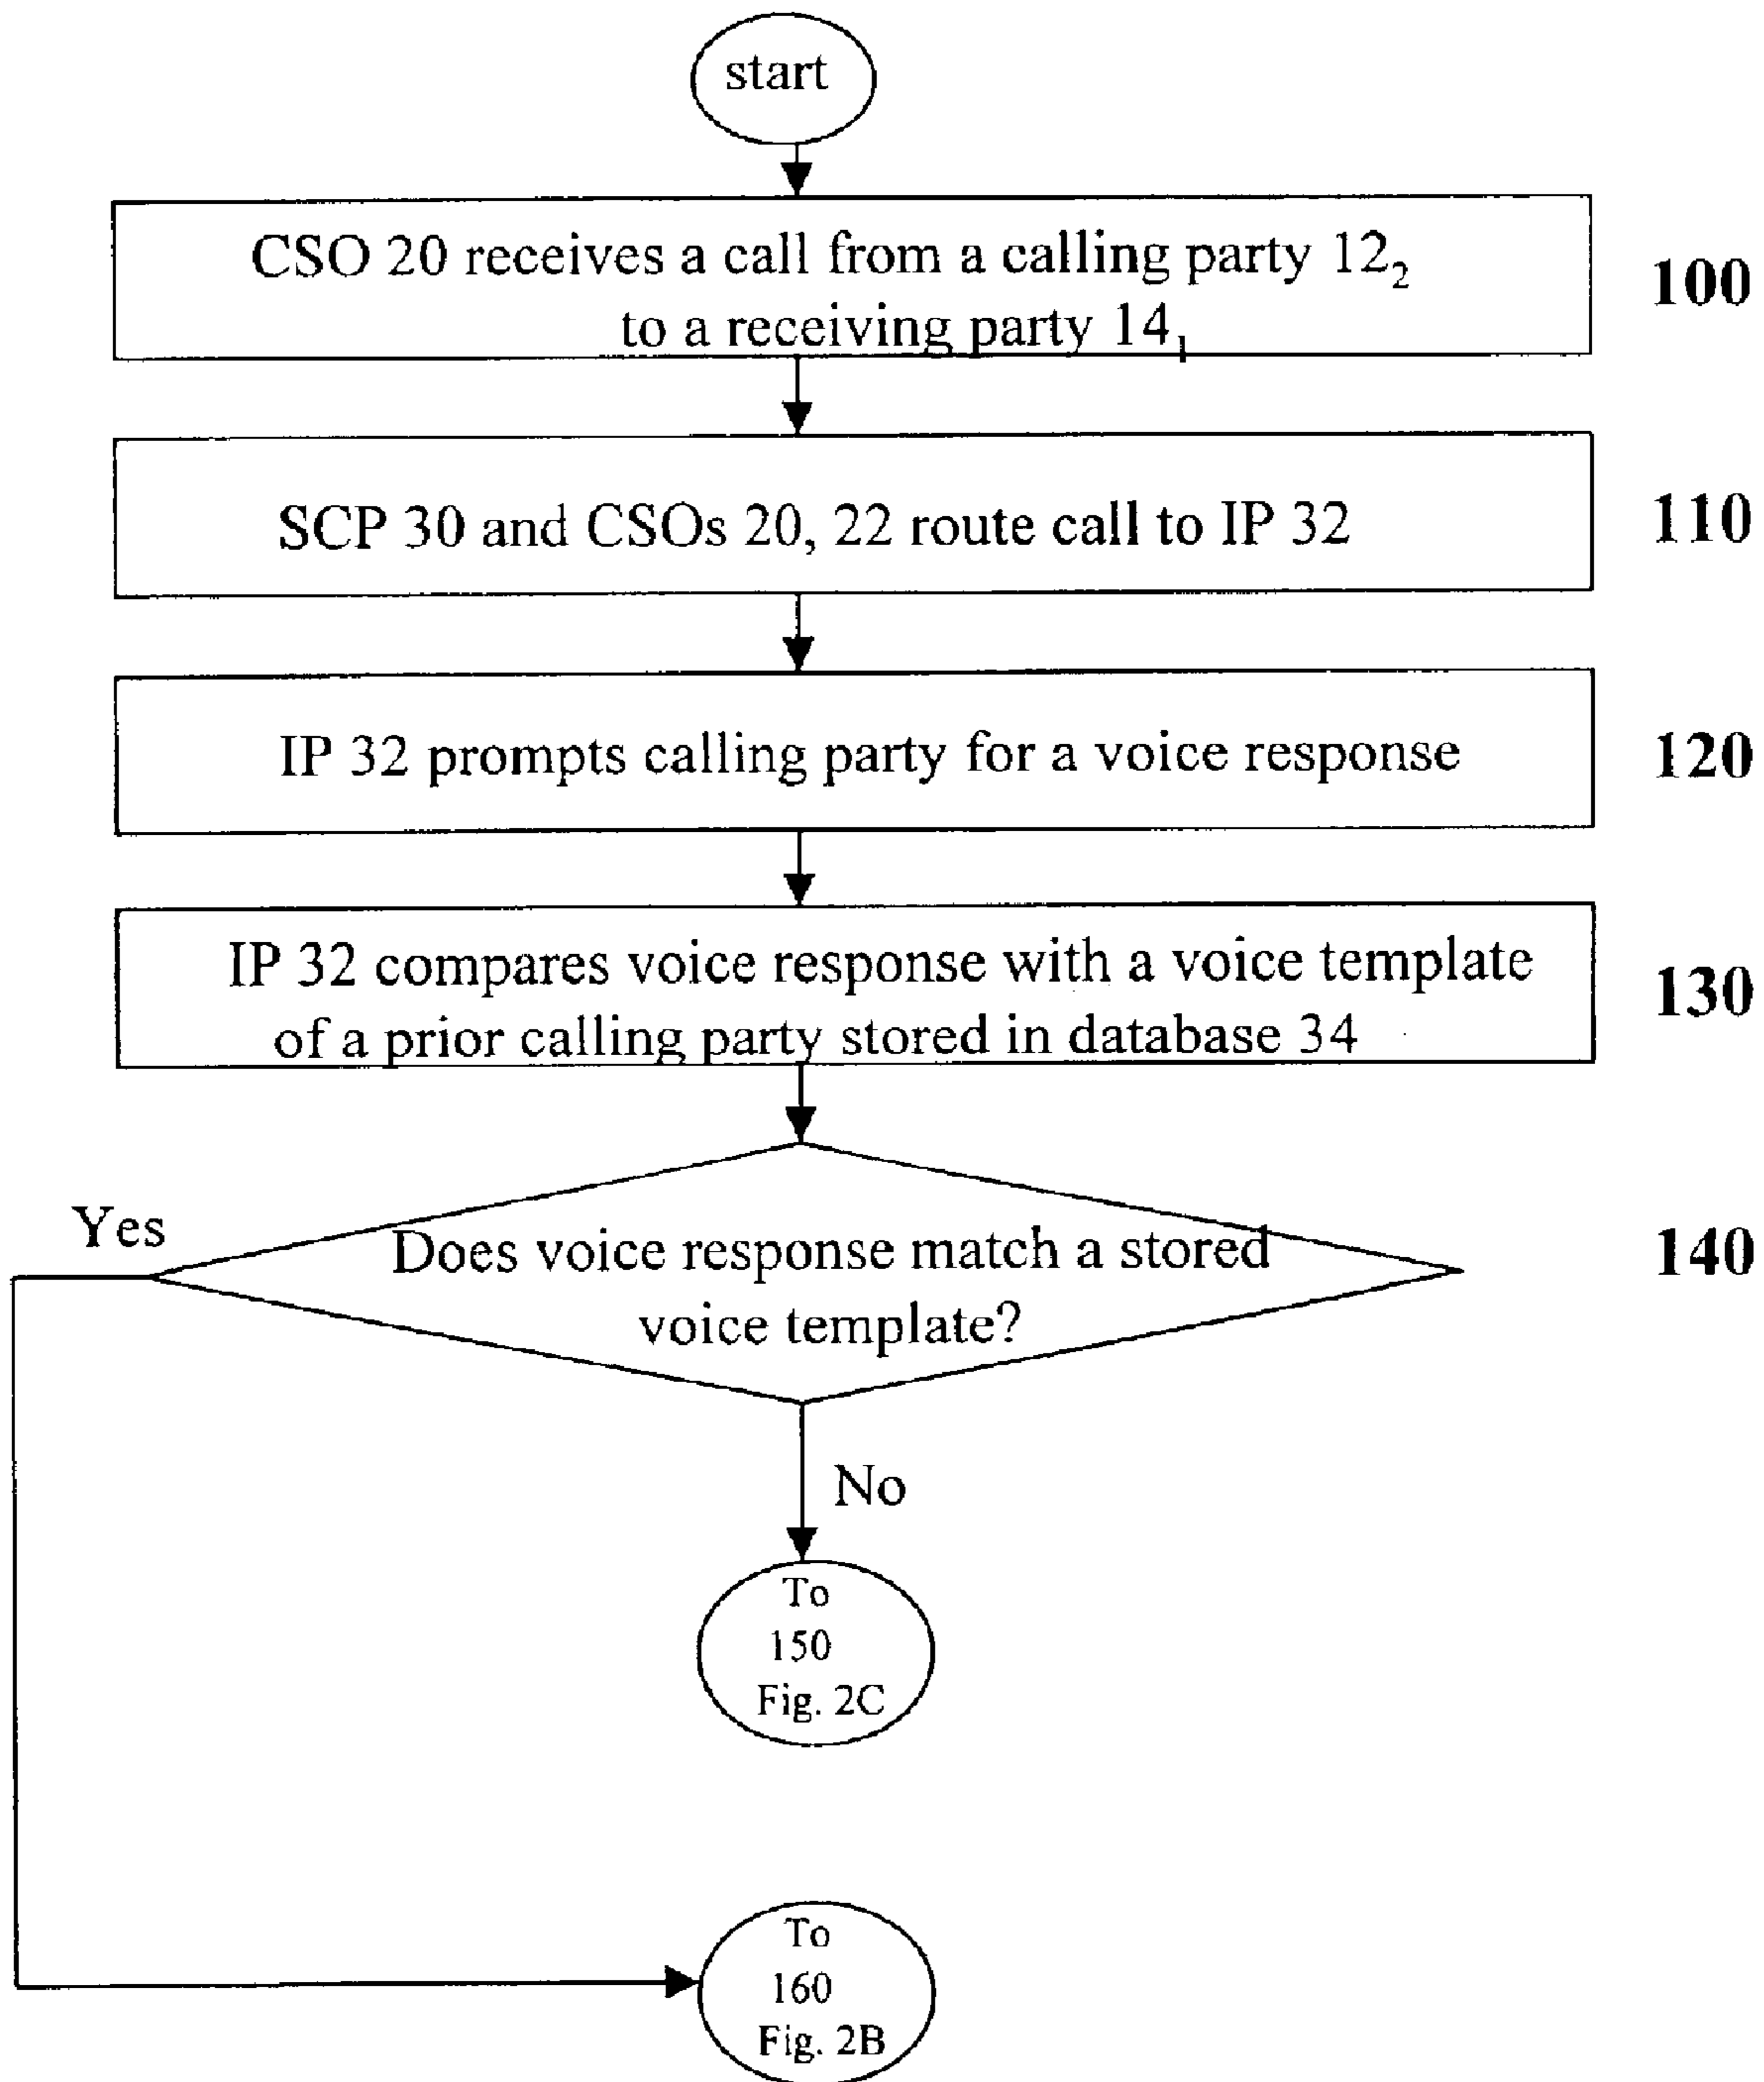 start
CSO 20 receives a call from a calling party 12₂
to a receiving party 14₁
100
SCP 30 and CSOs 20, 22 route call to IP 32
110
IP 32 prompts calling party for a voice response
120
IP 32 compares voice response with a voice template
of a prior calling party stored in database 34
130
Yes
Does voice response match a stored
voice template?
140
No
To
150
Fig. 2C
To
160
Fig. 2B